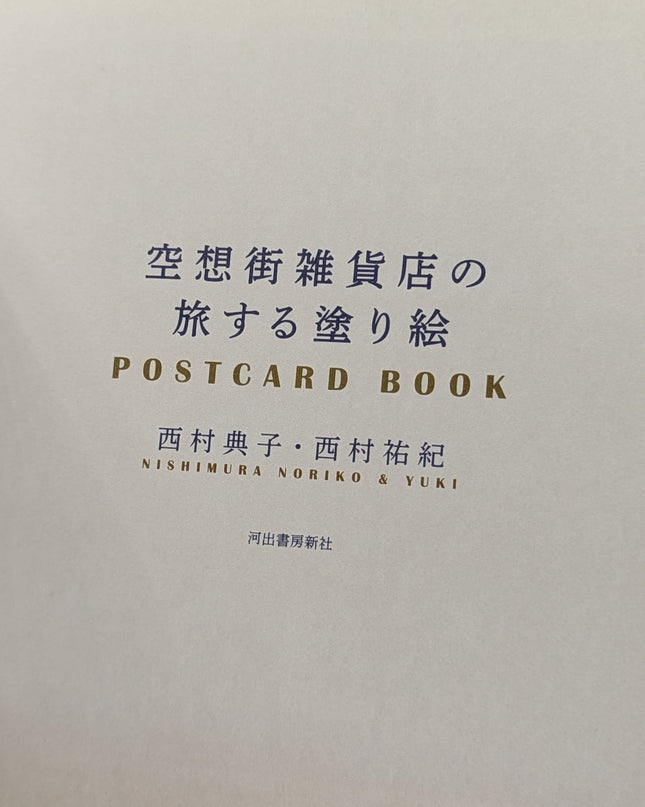 空想街雑貨店の
旅する塗り絵
POSTCARD BOOK
西村典子・西村祐紀
NISHIMURA NORIKO & YUKI
河出書房新社